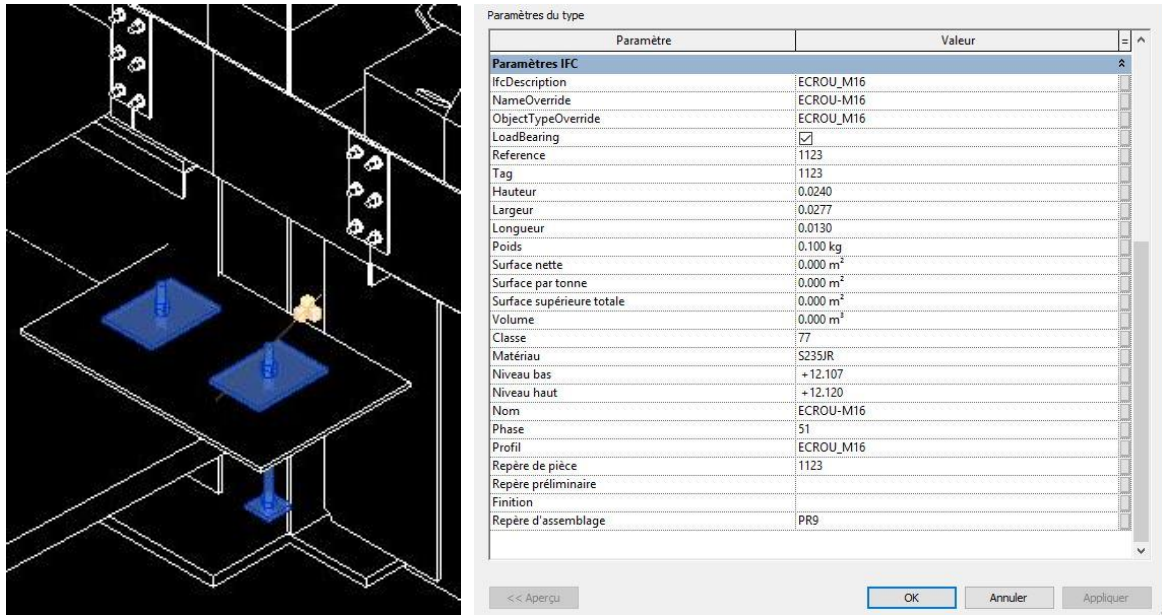 Paramètres du type
Paramètre Valeur =
Paramètres IFC
IfcDescription ECROU_M16
NameOverride ECROU-M16
ObjectTypeOverride ECROU_M16
LoadBearing
Reference 1123
Tag 1123
Hauteur 0.0240
Largeur 0.0277
Longueur 0.0130
Poids 0.100 kg
Surface nette 0.000 m²
Surface par tonne 0.000 m²
Surface supérieure totale 0.000 m²
Volume 0.000 m³
Classe 77
Matériau S235JR
Niveau bas +12.107
Niveau haut +12.120
Nom ECROU-M16
Phase 51
Profil ECROU_M16
Repère de pièce 1123
Repère préliminaire
Finition
Repère d'assemblage PR9
<< Aperçu OK Annuler Appliquer